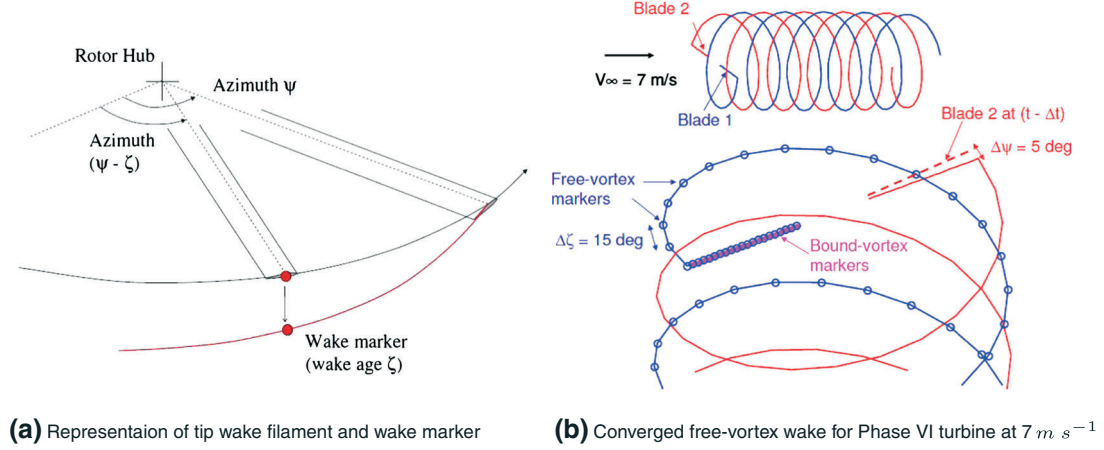 Rotor Hub
Azimuth ψ
Azimuth
(ψ - ζ)
Wake marker
(wake age ζ)
(a) Representaion of tip wake filament and wake marker
Blade 2
V∞ = 7 m/s
Blade 1
Blade 2 at (t - Δt)
Δψ = 5 deg
Free-vortex
markers
Δζ = 15 deg
Bound-vortex
markers
(b) Converged free-vortex wake for Phase VI turbine at 7 m s⁻¹